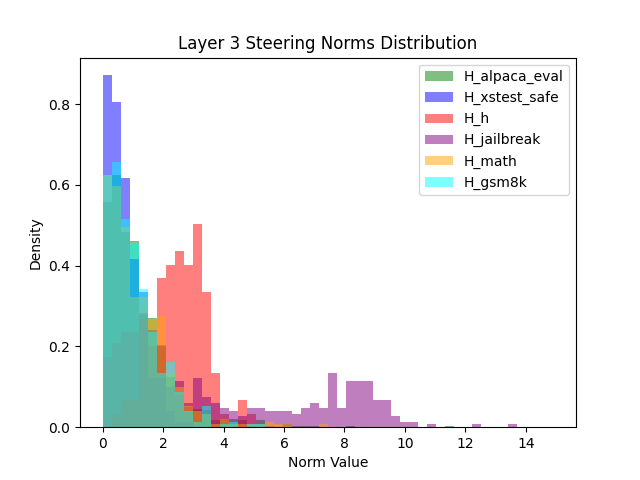 Layer 3 Steering Norms Distribution
H_alpaca_eval
H_xstest_safe
H_h
H_jailbreak
H_math
H_gsm8k
Density
0.8
0.6
0.4
0.2
0.0
0 2 4 6 8 10 12 14
Norm Value